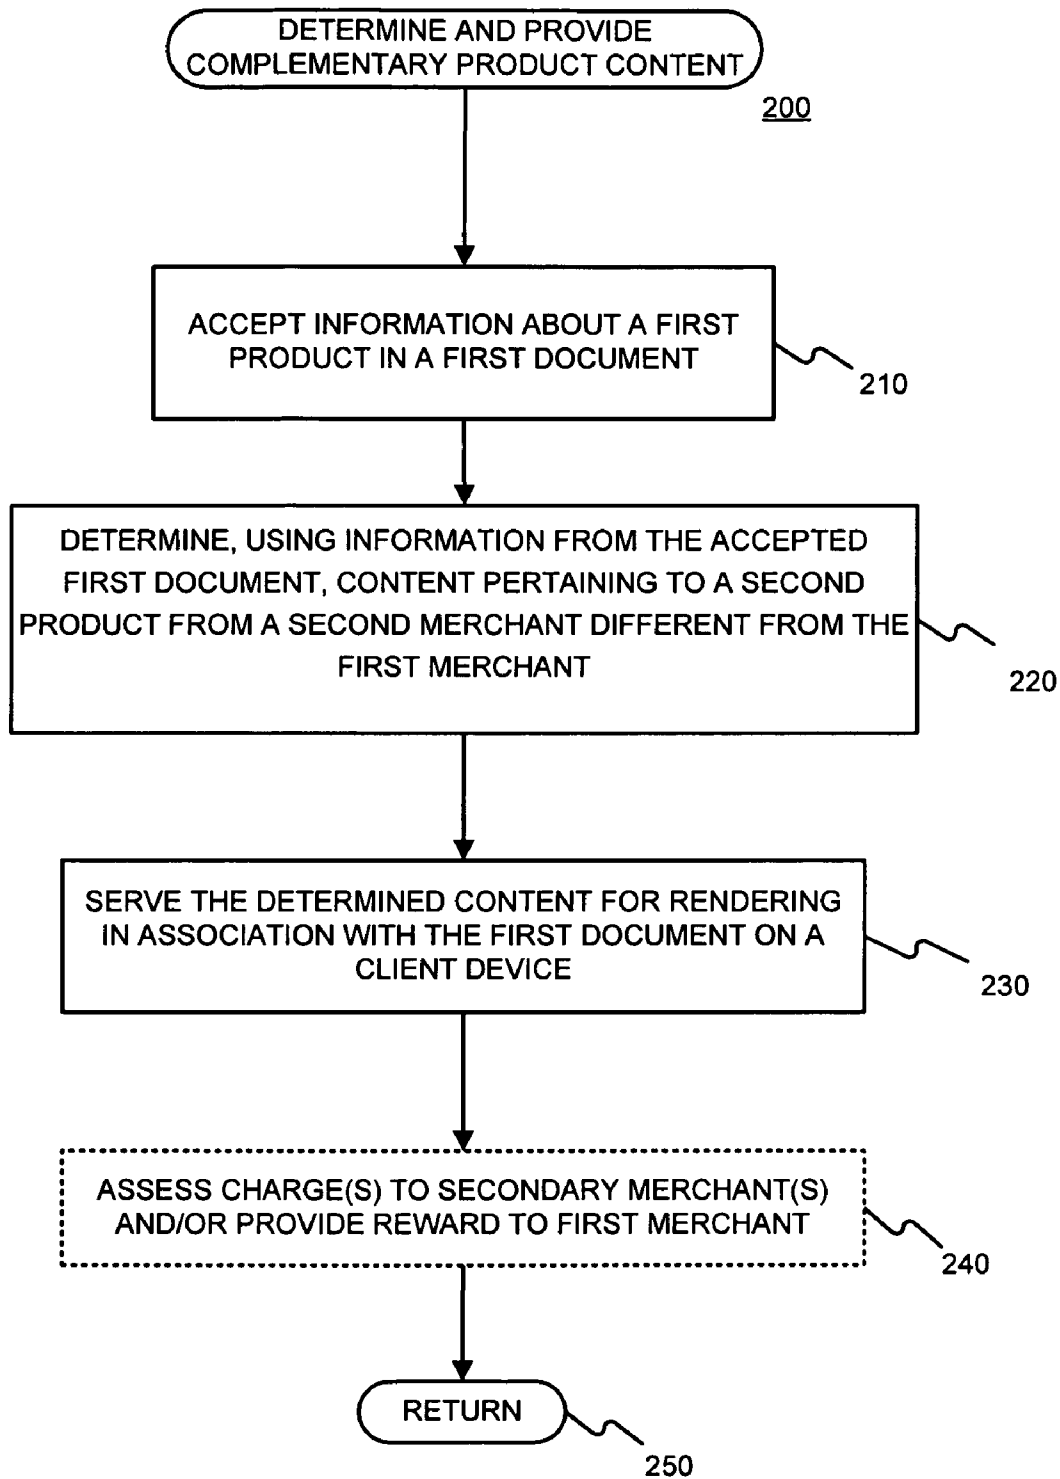 DETERMINE AND PROVIDE
COMPLEMENTARY PRODUCT CONTENT
200
ACCEPT INFORMATION ABOUT A FIRST
PRODUCT IN A FIRST DOCUMENT
210
DETERMINE, USING INFORMATION FROM THE ACCEPTED
FIRST DOCUMENT, CONTENT PERTAINING TO A SECOND
PRODUCT FROM A SECOND MERCHANT DIFFERENT FROM THE
FIRST MERCHANT
220
SERVE THE DETERMINED CONTENT FOR RENDERING
IN ASSOCIATION WITH THE FIRST DOCUMENT ON A
CLIENT DEVICE
230
ASSESS CHARGE(S) TO SECONDARY MERCHANT(S)
AND/OR PROVIDE REWARD TO FIRST MERCHANT
240
RETURN
250